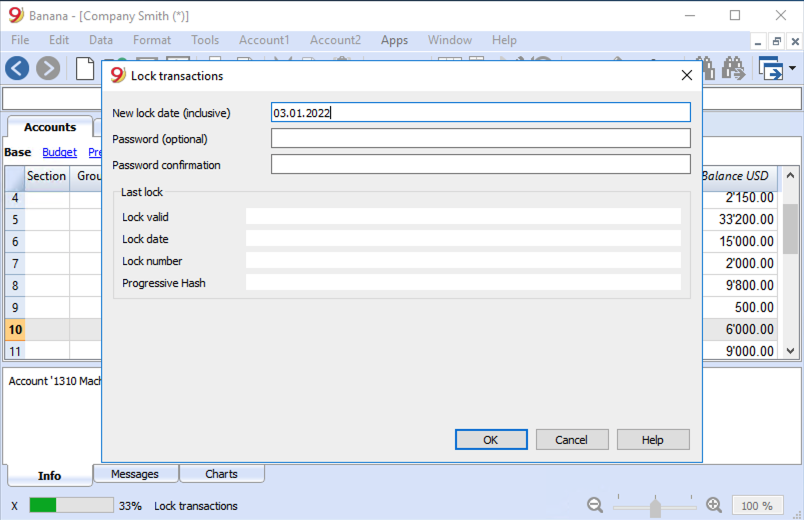 Banana - [Company Smith (*)]
File Edit Data Format Tools Account1 Account2 Apps Window Help
Lock transactions
New lock date (inclusive) 03.01.2022
Password (optional)
Password confirmation
Last lock
Lock valid
Lock date
Lock number
Progressive Hash
OK Cancel Help
Accounts
Base Budget Pre
Section Grou Balance USD
4 2'150.00
5 33'200.00
6 15'000.00
7 2'000.00
8 9'800.00
9 500.00
10 6'000.00
11 9'000.00
Account '1310 Mach
Info Messages Charts
X 33% Lock transactions 100 %